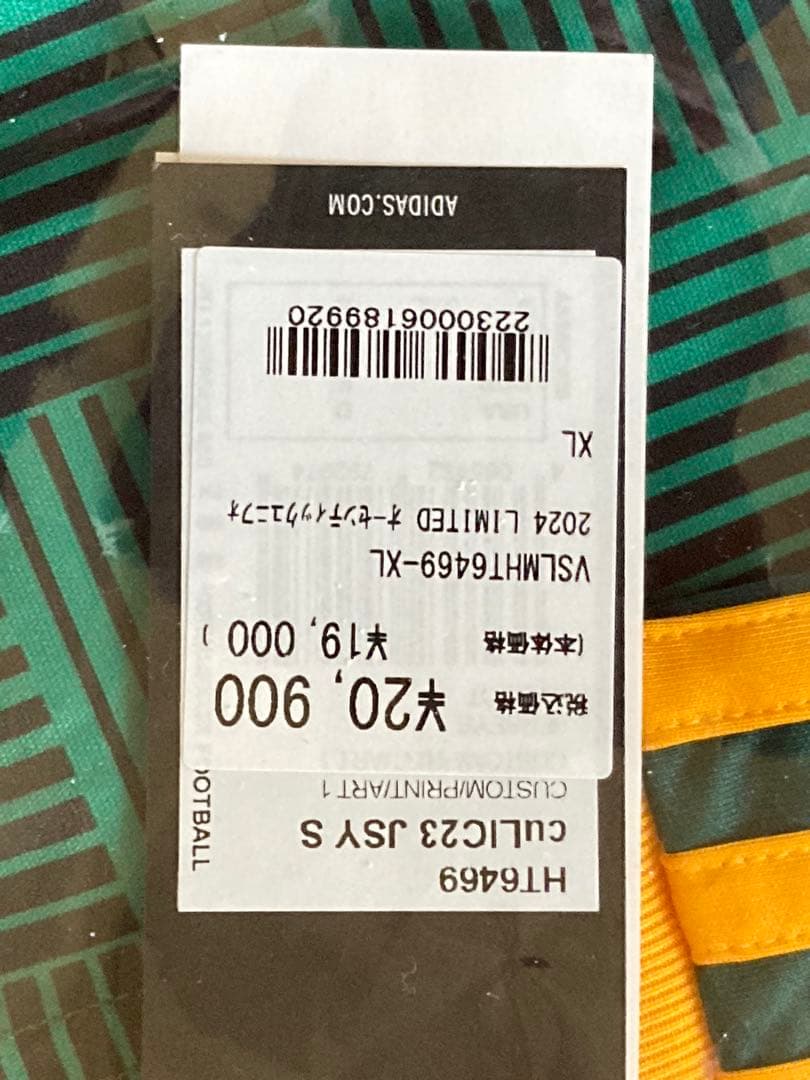 HT6469
cuLIC23 JSY S
CUSTOM/PRINT/ART 1
OOTBALL
税込価格 ¥20,900
(本体価格 ¥19,000 )
VSLMHT6469-XL
2024 LIMITED オーセンティックユニフォ
XL
2230006189920
ADIDAS.COM